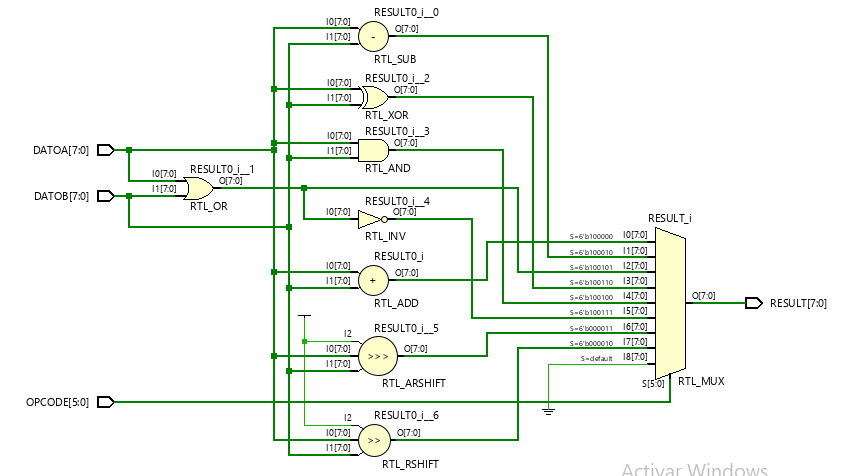 RESULT0_i__0
I0[7:0]
O[7:0]
I1[7:0]
-
RTL_SUB
RESULT0_i__2
I0[7:0]
O[7:0]
I1[7:0]
RTL_XOR
RESULT0_i__3
I0[7:0]
O[7:0]
I1[7:0]
DATOA[7:0]
RTL_AND
RESULT0_i__1
I0[7:0]
O[7:0]
I1[7:0]
DATOB[7:0]
RTL_OR
RESULT0_i__4
I0[7:0]
O[7:0]
RTL_INV
RESULT_i
S=6'b100000
I0[7:0]
S=6'b100010
I1[7:0]
S=6'b100101
I2[7:0]
S=6'b100110
I3[7:0]
S=6'b100100
I4[7:0]
S=6'b100111
I5[7:0]
S=6'b000011
I6[7:0]
S=6'b000010
I7[7:0]
S=default
I8[7:0]
O[7:0]
RESULT[7:0]
S[5:0]
RTL_MUX
RESULT0_i
I0[7:0]
O[7:0]
I1[7:0]
+
RTL_ADD
RESULT0_i__5
I2
I0[7:0]
>>>
O[7:0]
I1[7:0]
RTL_ARSHIFT
OPCODE[5:0]
RESULT0_i__6
I2
I0[7:0]
>>
O[7:0]
I1[7:0]
RTL_RSHIFT
Activar Windows